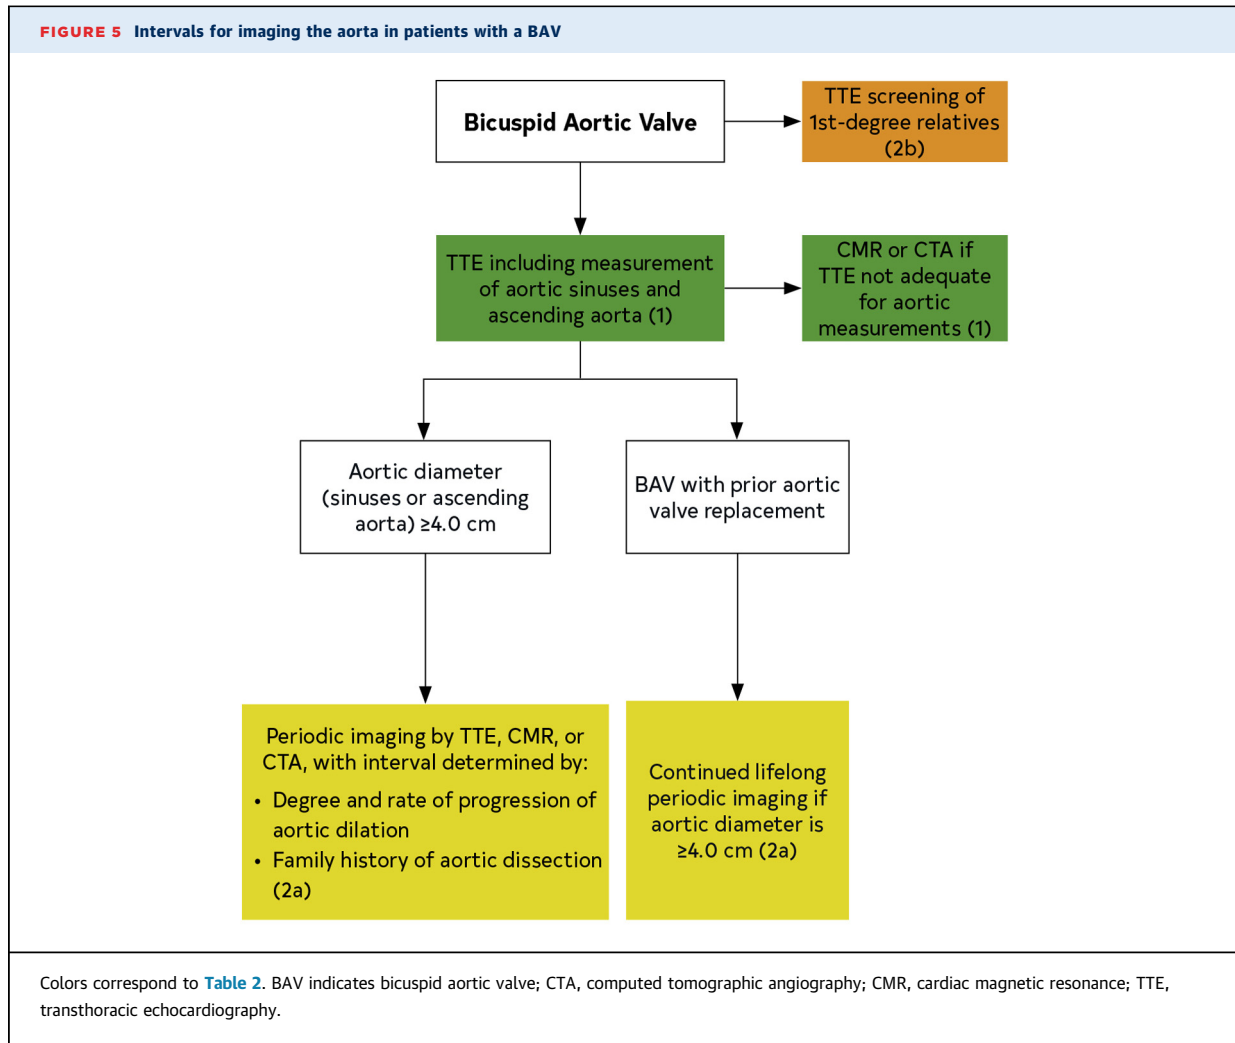 FIGURE 5 Intervals for imaging the aorta in patients with a BAV
Bicuspid Aortic Valve
TTE screening of
1st-degree relatives
(2b)
TTE including measurement
of aortic sinuses and
ascending aorta (1)
CMR or CTA if
TTE not adequate
for aortic
measurements (1)
Aortic diameter
(sinuses or ascending
aorta) ≥4.0 cm
BAV with prior aortic
valve replacement
Periodic imaging by TTE, CMR, or
CTA, with interval determined by:
• Degree and rate of progression of
aortic dilation
• Family history of aortic dissection
(2a)
Continued lifelong
periodic imaging if
aortic diameter is
≥4.0 cm (2a)
Colors correspond to Table 2. BAV indicates bicuspid aortic valve; CTA, computed tomographic angiography; CMR, cardiac magnetic resonance; TTE,
transthoracic echocardiography.